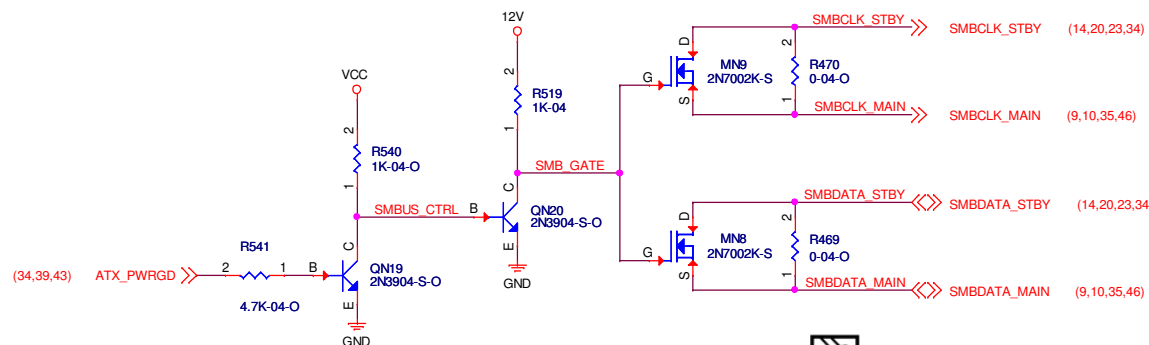 12V
SMBCLK_STBY
SMBCLK_STBY (14,20,23,34)
D
2
MN9
2N7002K-S
R470
0-04-O
G
VCC
2
R519
1K-04
S
1
SMBCLK_MAIN
SMBCLK_MAIN (9,10,35,46)
2
1
R540
1K-04-O
SMB_GATE
1
C
SMBDATA_STBY
SMBDATA_STBY (14,20,23,34
SMBUS_CTRL
B
QN20
2N3904-S-O
D
2
MN8
2N7002K-S
R469
0-04-O
R541
C
E
G
(34,39,43) ATX_PWRGD
2
1
B
QN19
2N3904-S-O
GND
S
1
SMBDATA_MAIN
SMBDATA_MAIN (9,10,35,46)
4.7K-04-O
E
GND